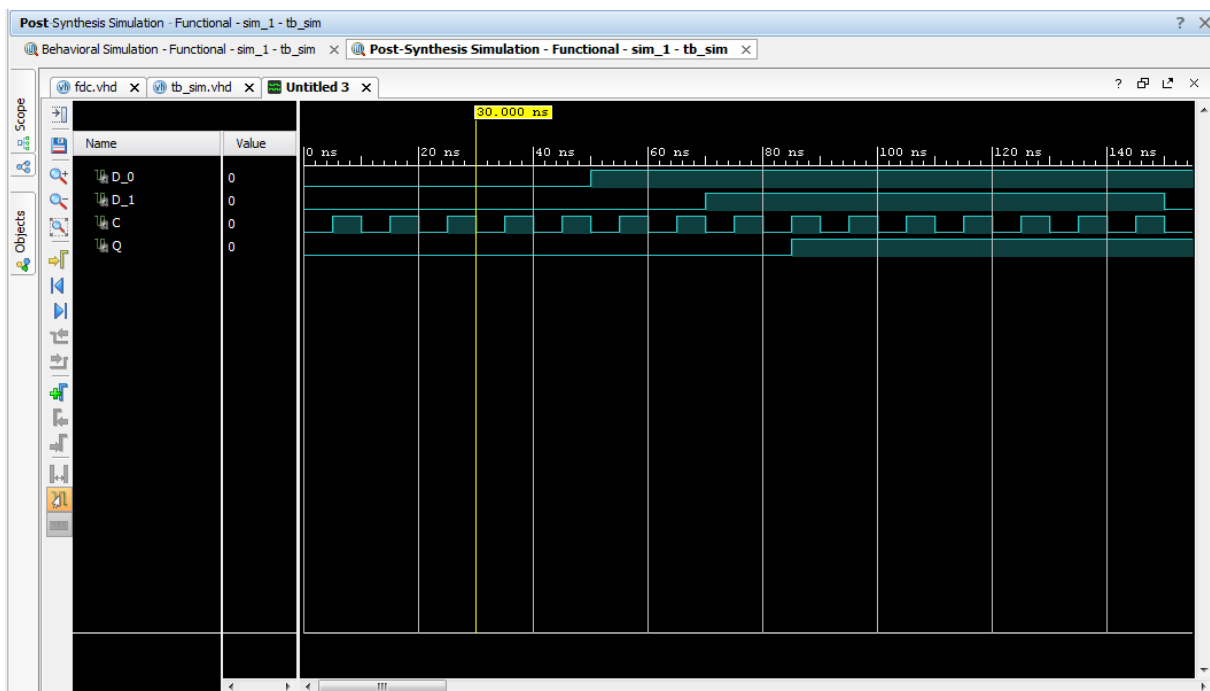 Post-Synthesis Simulation - Functional - sim_1 - tb_sim
Behavioral Simulation - Functional - sim_1 - tb_sim
Post-Synthesis Simulation - Functional - sim_1 - tb_sim
fdc.vhd
tb_sim.vhd
Untitled 3
Scope
Objects
30.000 ns
Name Value
0 ns 20 ns 40 ns 60 ns 80 ns 100 ns 120 ns 140 ns
D_0 0
D_1 0
C 0
Q 0